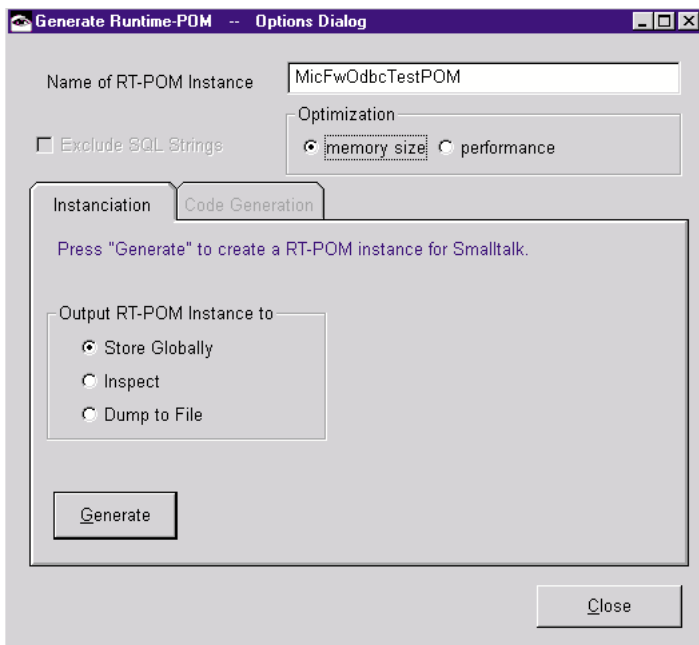 Generate Runtime-POM -- Options Dialog
Name of RT-POM Instance
MicFwOdbcTestPOM
Optimization
Exclude SQL Strings
memory size
performance
Instanciation
Code Generation
Press "Generate" to create a RT-POM instance for Smalltalk.
Output RT-POM Instance to
Store Globally
Inspect
Dump to File
Generate
Close